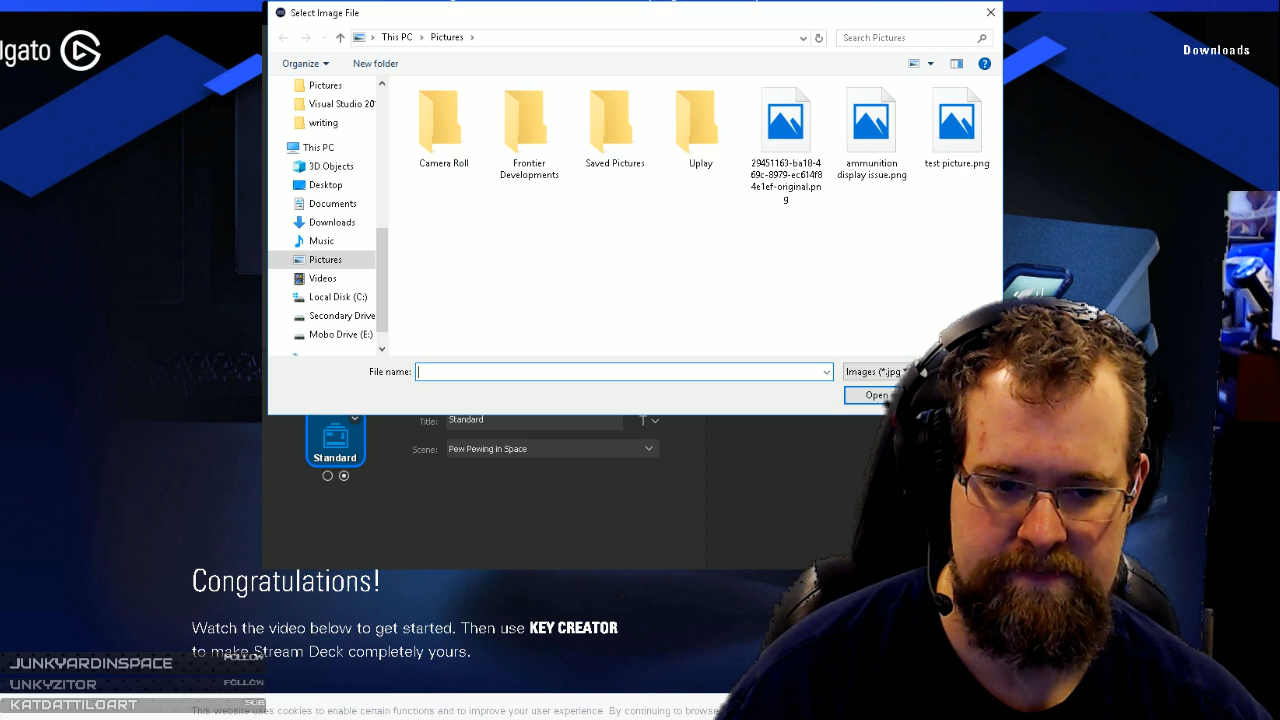 Select Image File
This PC
Pictures
Search Pictures
lgato
Downloads
Organize
New folder
Pictures
Visual Studio 20
writing
This PC
3D Objects
Desktop
Documents
Downloads
Music
Pictures
Videos
Local Disk (C:)
Secondary Drive
Mobo Drive (E:)
Camera Roll
Frontier
Developments
Saved Pictures
Uplay
29451163-ba18-4
69c-8979-ec614f8
4e1ef-original.pn
g
ammunition
display issue.png
test picture.png
File name:
Images (*.jpg
Open
Title:
Standard
T
Scene:
Pew Pewing in Space
Standard
Congratulations!
Watch the video below to get started. Then use KEY CREATOR
to make Stream Deck completely yours.
JUNKYARDINSPACE FOLLOW
UNKYZITOR FOLLOW
KATDATTILOART SUB
This website uses cookies to enable certain functions and to improve your user experience. By continuing to browse